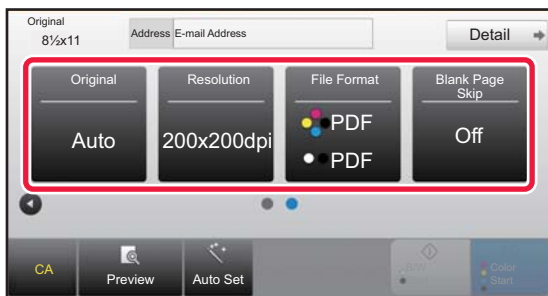 Original
8½x11
Address E-mail Address
Detail
Original
Resolution
File Format
Blank Page
Skip
Auto
200x200dpi
PDF
PDF
Off
CA
Preview
Auto Set
B/W
Color
Start